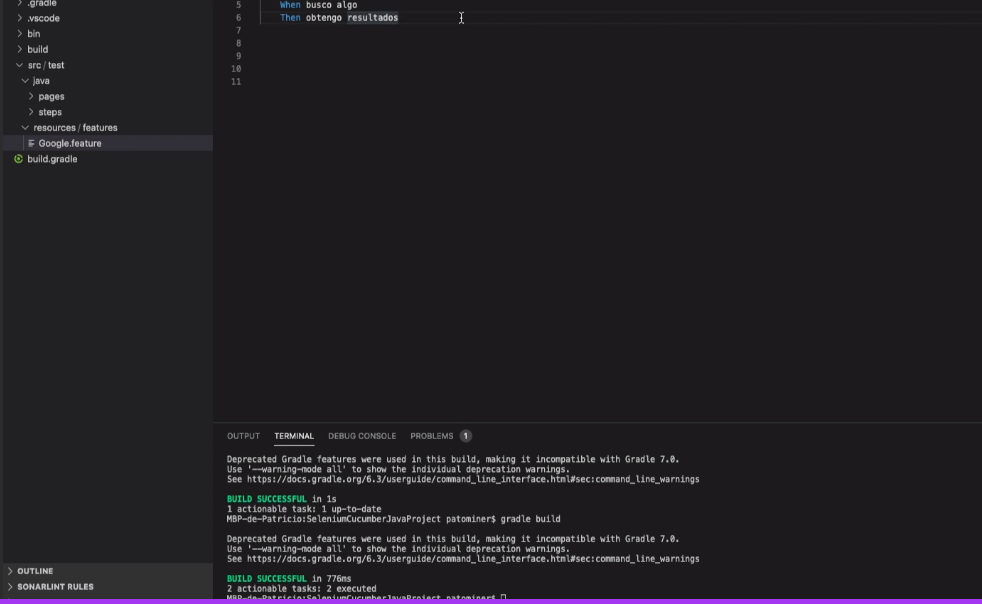 .gradle
.vscode
bin
build
src / test
java
pages
steps
resources / features
Google.feature
build.gradle
OUTLINE
SONARLINT RULES
5 When busco algo
6 Then obtengo resultados
7
8
9
10
11
OUTPUT TERMINAL DEBUG CONSOLE PROBLEMS 1
Deprecated Gradle features were used in this build, making it incompatible with Gradle 7.0.
Use '--warning-mode all' to show the individual deprecation warnings.
See https://docs.gradle.org/6.3/userguide/command_line_interface.html#sec:command_line_warnings
BUILD SUCCESSFUL in 1s
1 actionable task: 1 up-to-date
MBP-de-Patricio:SeleniumCucumberJavaProject patominer$ gradle build
Deprecated Gradle features were used in this build, making it incompatible with Gradle 7.0.
Use '--warning-mode all' to show the individual deprecation warnings.
See https://docs.gradle.org/6.3/userguide/command_line_interface.html#sec:command_line_warnings
BUILD SUCCESSFUL in 776ms
2 actionable tasks: 2 executed
MBP-de-Patricio:SeleniumCucumberJavaProject patominer$